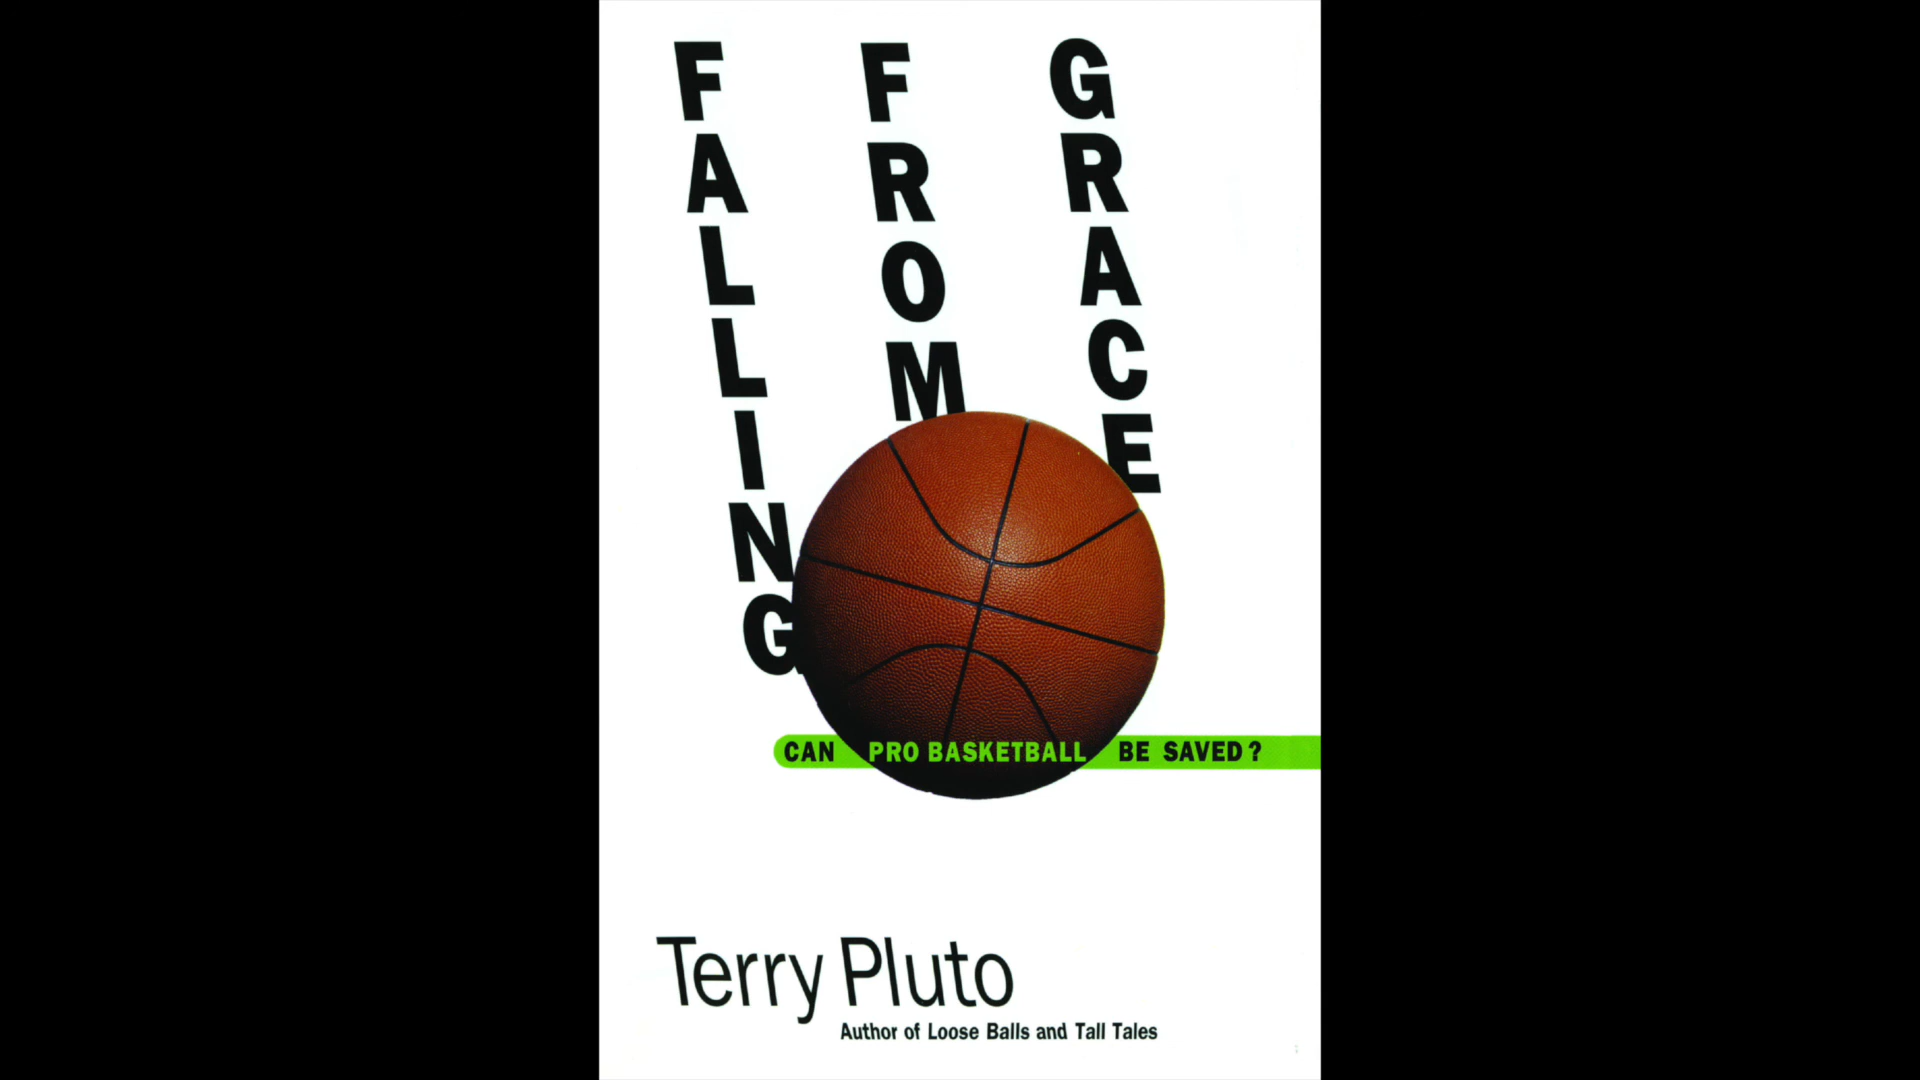 FALLING
FROM
GRACE
CAN PRO BASKETBALL BE SAVED?
Terry Pluto
Author of Loose Balls and Tall Tales